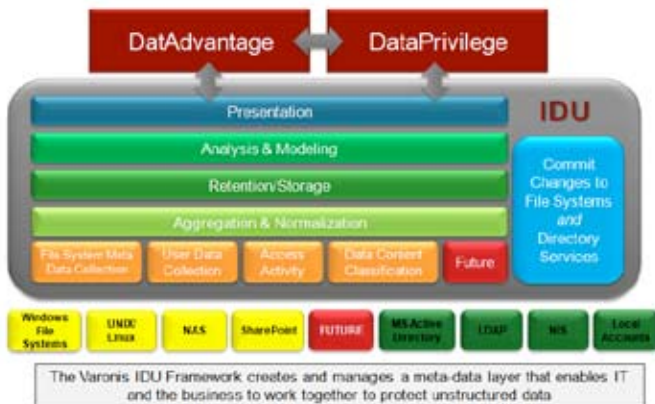 DatAdvantage
DataPrivilege
IDU
Presentation
Analysis & Modeling
Retention/Storage
Aggregation & Normalization
File System Meta
Data Collection
User Data
Collection
Access
Activity
Data Content
Classification
Future
Commit
Changes to
File Systems
and
Directory
Services
Windows
File
Systems
UNIX/
Linux
NAS
SharePoint
FUTURE
MS Active
Directory
LDAP
NIS
Local
Accounts
The Varonis IDU Framework creates and manages a meta-data layer that enables IT
and the business to work together to protect unstructured data